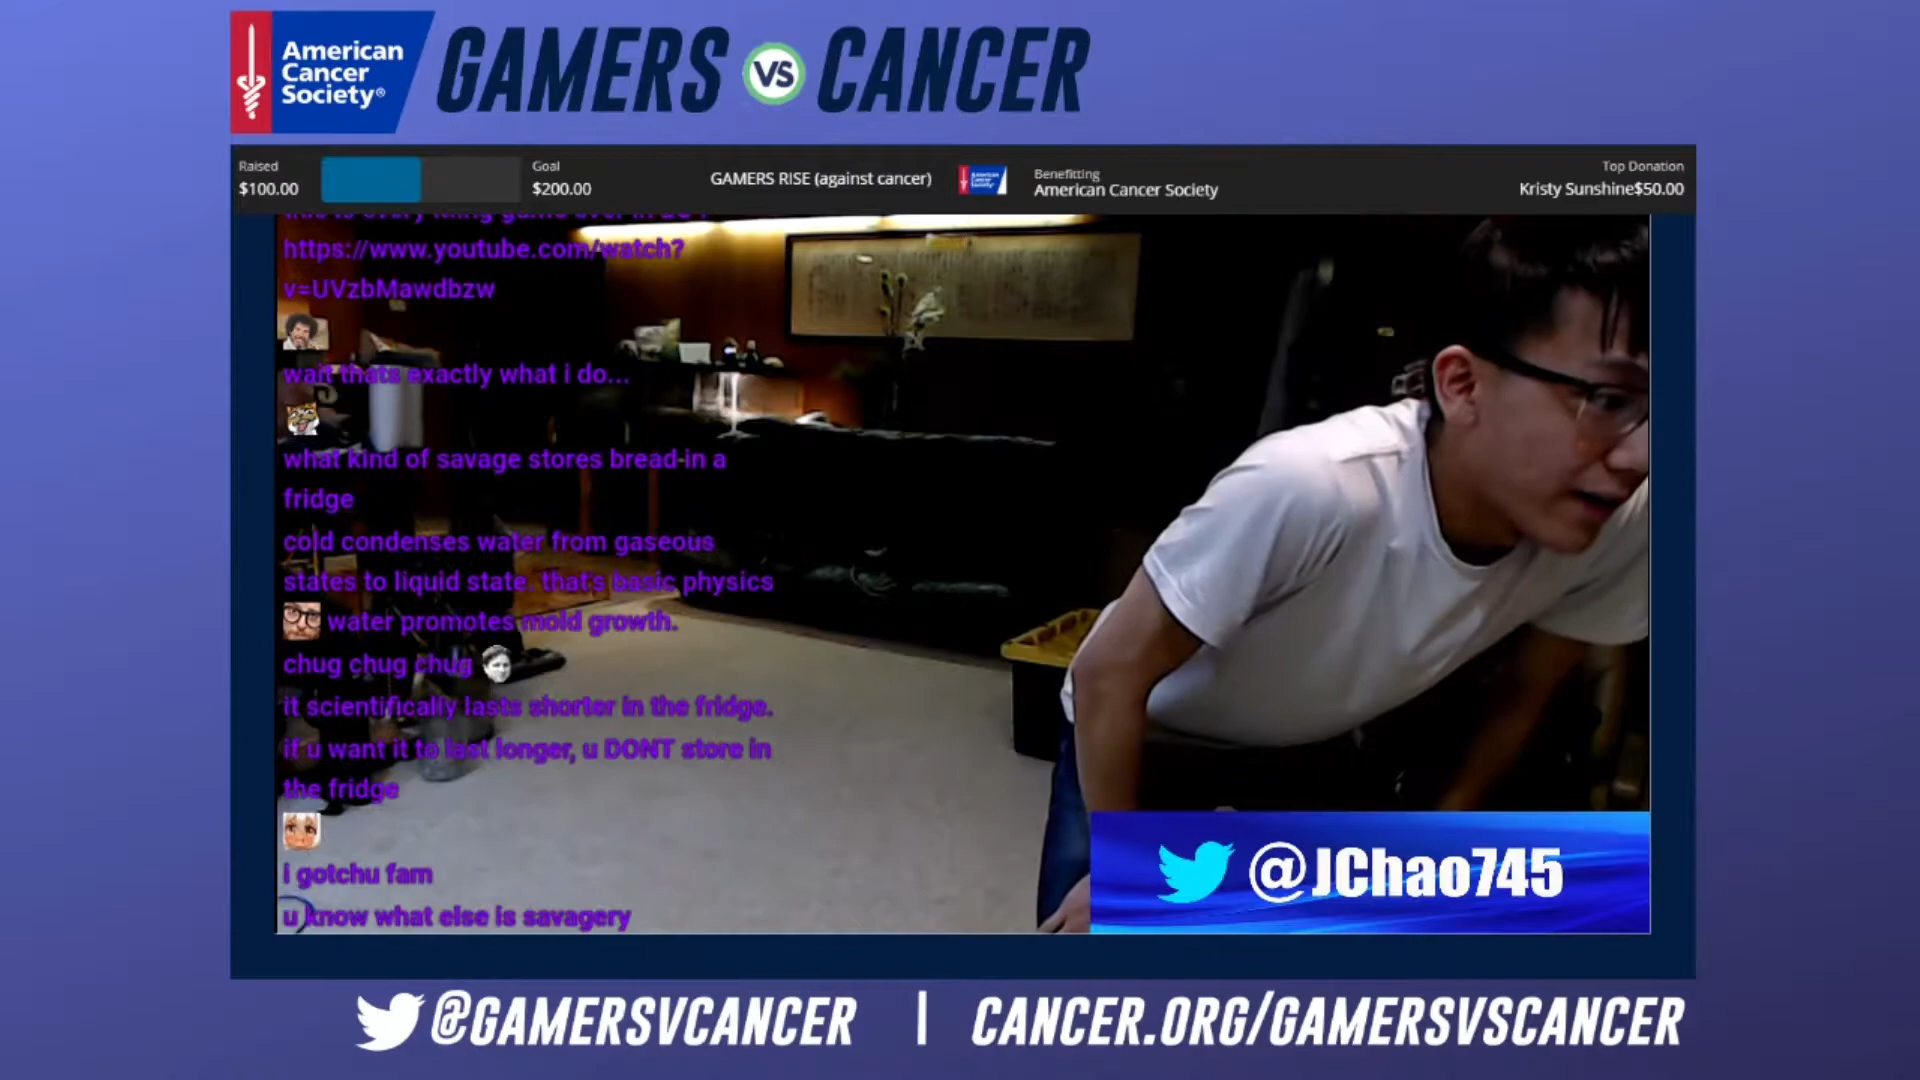 American
Cancer
Society®
GAMERS VS CANCER
Raised
$100.00
Goal
$200.00
GAMERS RISE (against cancer)
Benefitting
American Cancer Society
Top Donation
Kristy Sunshine$50.00
https://www.youtube.com/watch?
v=UVzbMawdbzw
wait thats exactly what i do...
what kind of savage stores bread in a
fridge
cold condenses water from gaseous
states to liquid state. that's basic physics
water promotes mold growth.
chug chug chug
it scientifically lasts shorter in the fridge.
if u want it to last longer, u DONT store in
the fridge
i gotchu fam
u know what else is savagery
@JChao745
@GAMERSVCANCER | CANCER.ORG/GAMERSVSCANCER